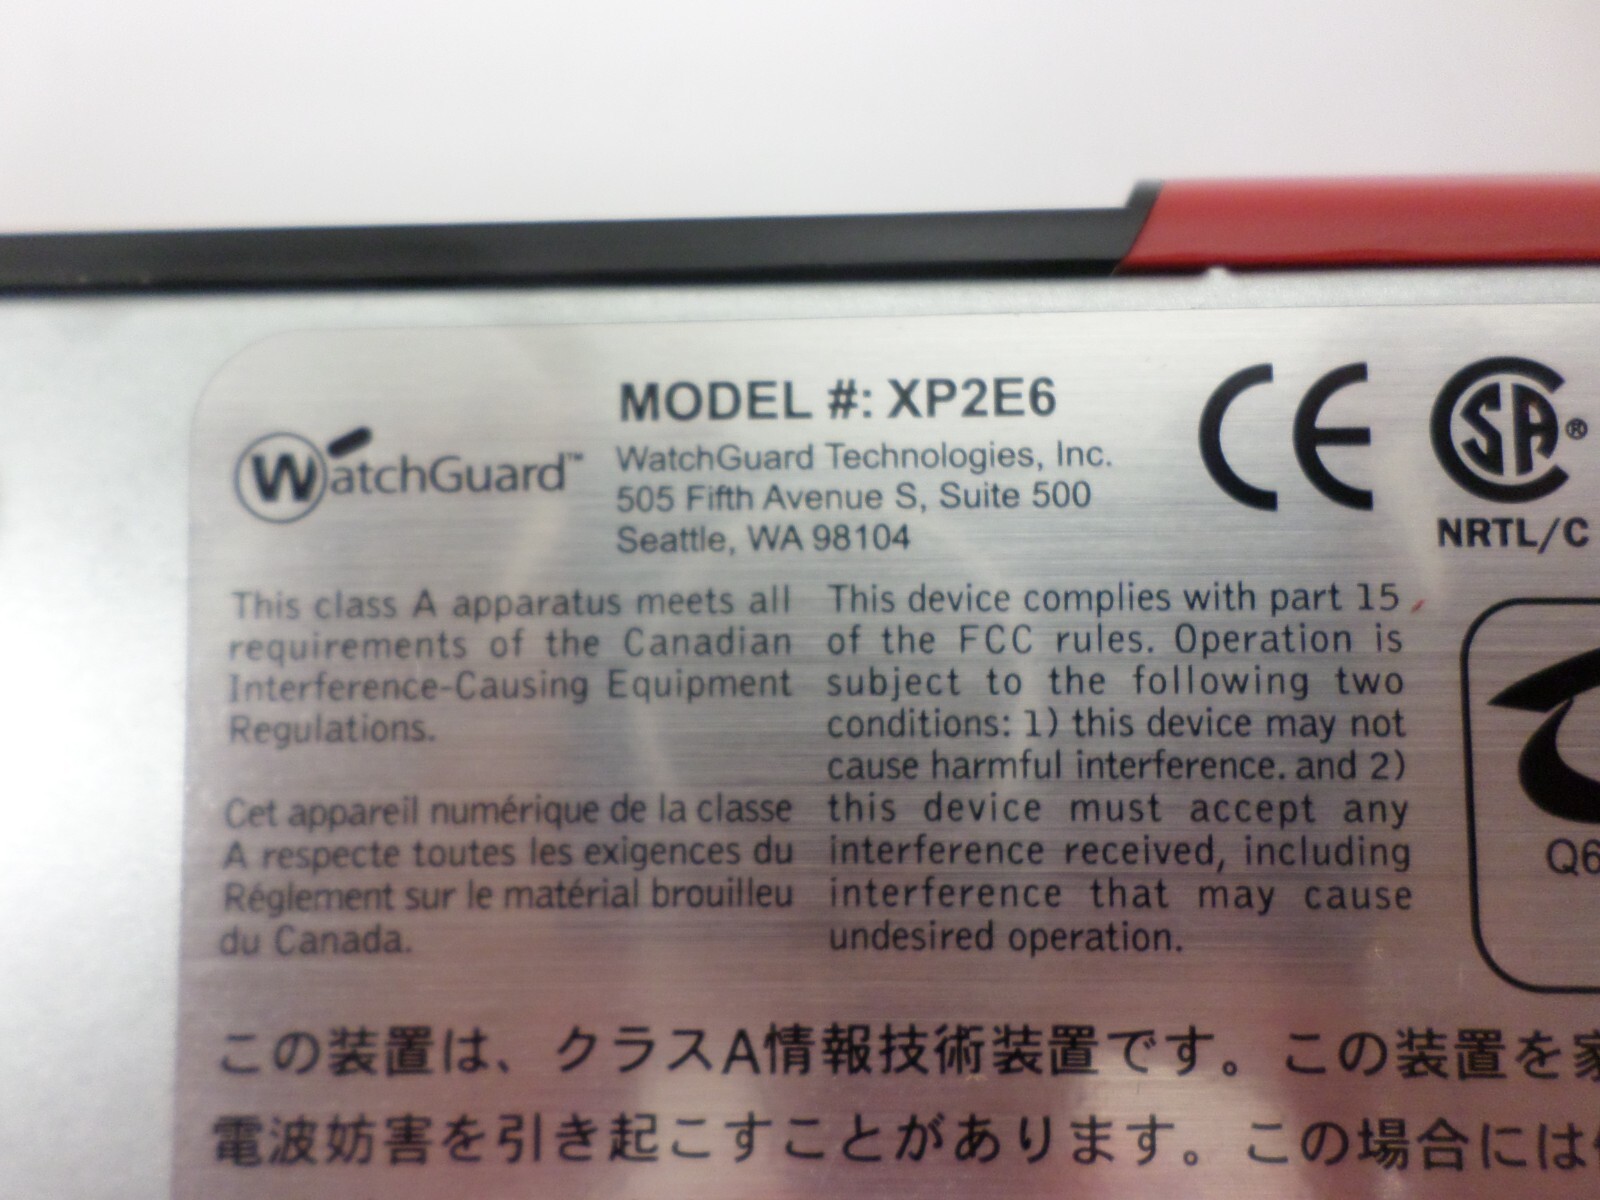 WatchGuard™
MODEL #: XP2E6
WatchGuard Technologies, Inc.
505 Fifth Avenue S, Suite 500
Seattle, WA 98104
CE
SA®
NRTL/C
This class A apparatus meets all
requirements of the Canadian
Interference-Causing Equipment
Regulations.
Cet appareil numérique de la classe
A respecte toutes les exigences du
Réglement sur le matérial brouilleu
du Canada.
This device complies with part 15
of the FCC rules. Operation is
subject to the following two
conditions: 1) this device may not
cause harmful interference. and 2)
this device must accept any
interference received, including
interference that may cause
undesired operation.
Q6
この装置は、クラスA情報技術装置です。この装置を家
電波妨害を引き起こすことがあります。この場合には